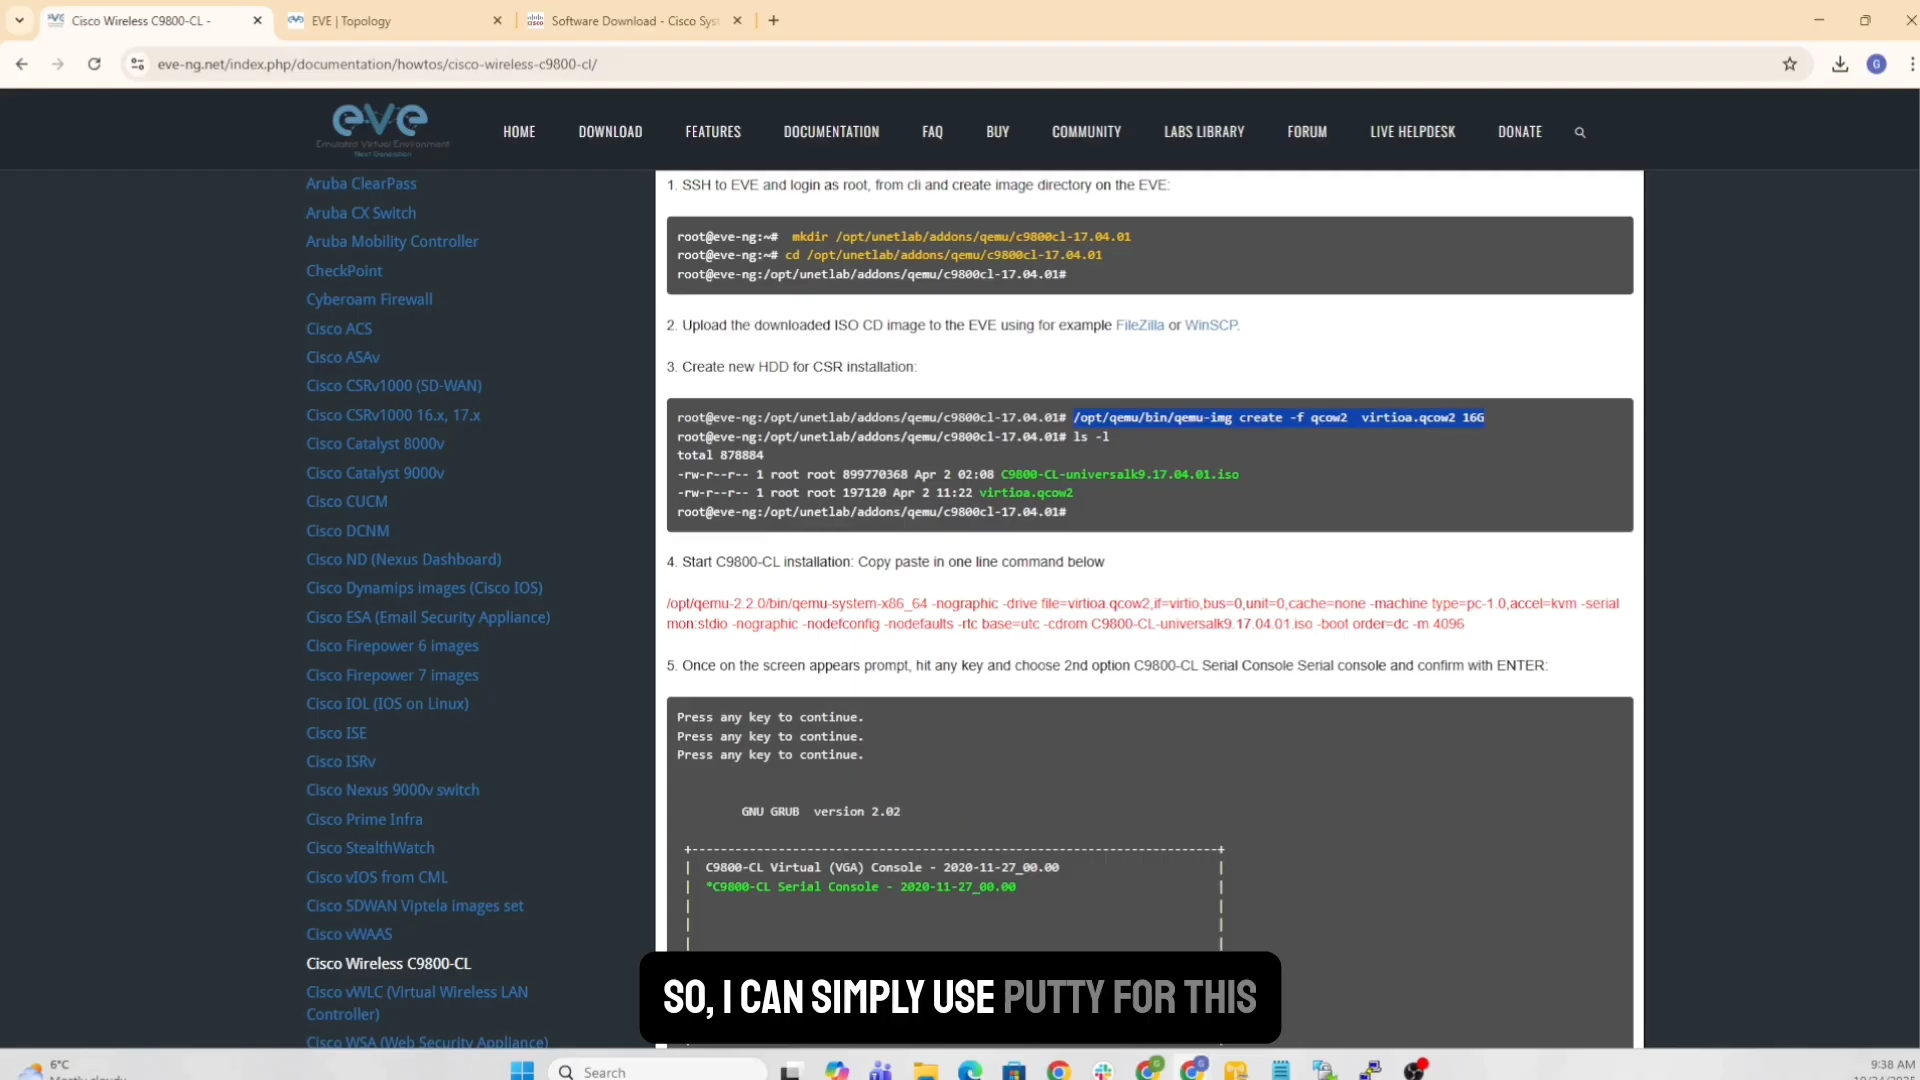 Cisco Wireless C9800-CL -
EVE | Topology
Software Download - Cisco Sys
eve-ng.net/index.php/documentation/howtos/cisco-wireless-c9800-cl/
G
eve
Emulated Virtual Environment
Next Generation
HOME
DOWNLOAD
FEATURES
DOCUMENTATION
FAQ
BUY
COMMUNITY
LABS LIBRARY
FORUM
LIVE HELPDESK
DONATE
Aruba ClearPass
Aruba CX Switch
Aruba Mobility Controller
CheckPoint
Cyberoam Firewall
Cisco ACS
Cisco ASAv
Cisco CSRv1000 (SD-WAN)
Cisco CSRv1000 16.x, 17.x
Cisco Catalyst 8000v
Cisco Catalyst 9000v
Cisco CUCM
Cisco DCNM
Cisco ND (Nexus Dashboard)
Cisco Dynamips images (Cisco IOS)
Cisco ESA (Email Security Appliance)
Cisco Firepower 6 images
Cisco Firepower 7 images
Cisco IOL (IOS on Linux)
Cisco ISE
Cisco ISRv
Cisco Nexus 9000v switch
Cisco Prime Infra
Cisco StealthWatch
Cisco vIOS from CML
Cisco SDWAN Viptela images set
Cisco vWAAS
Cisco Wireless C9800-CL
Cisco vWLC (Virtual Wireless LAN
Controller)
Cisco WSA (Web Security Appliance)
1. SSH to EVE and login as root, from cli and create image directory on the EVE:
root@eve-ng:~#  mkdir /opt/unetlab/addons/qemu/c9800cl-17.04.01
root@eve-ng:~# cd /opt/unetlab/addons/qemu/c9800cl-17.04.01
root@eve-ng:/opt/unetlab/addons/qemu/c9800cl-17.04.01#
2. Upload the downloaded ISO CD image to the EVE using for example FileZilla or WinSCP.
3. Create new HDD for CSR installation:
root@eve-ng:/opt/unetlab/addons/qemu/c9800cl-17.04.01# /opt/qemu/bin/qemu-img create -f qcow2  virtioa.qcow2 16G
root@eve-ng:/opt/unetlab/addons/qemu/c9800cl-17.04.01# ls -l
total 878884
-rw-r--r-- 1 root root 899770368 Apr 2 02:08 C9800-CL-universalk9.17.04.01.iso
-rw-r--r-- 1 root root 197120 Apr 2 11:22 virtioa.qcow2
root@eve-ng:/opt/unetlab/addons/qemu/c9800cl-17.04.01#
4. Start C9800-CL installation: Copy paste in one line command below
/opt/qemu-2.2.0/bin/qemu-system-x86_64 -nographic -drive file=virtioa.qcow2,if=virtio,bus=0,unit=0,cache=none -machine type=pc-1.0,accel=kvm -serial
mon:stdio -nographic -nodefconfig -nodefaults -rtc base=utc -cdrom C9800-CL-universalk9.17.04.01.iso -boot order=dc -m 4096
5. Once on the screen appears prompt, hit any key and choose 2nd option C9800-CL Serial Console Serial console and confirm with ENTER:
Press any key to continue.
Press any key to continue.
Press any key to continue.
GNU GRUB  version 2.02
C9800-CL Virtual (VGA) Console - 2020-11-27_00.00
*C9800-CL Serial Console - 2020-11-27_00.00
SO, I CAN SIMPLY USE PUTTY FOR THIS
6°C
Mostly cloudy
Search
9:38 AM